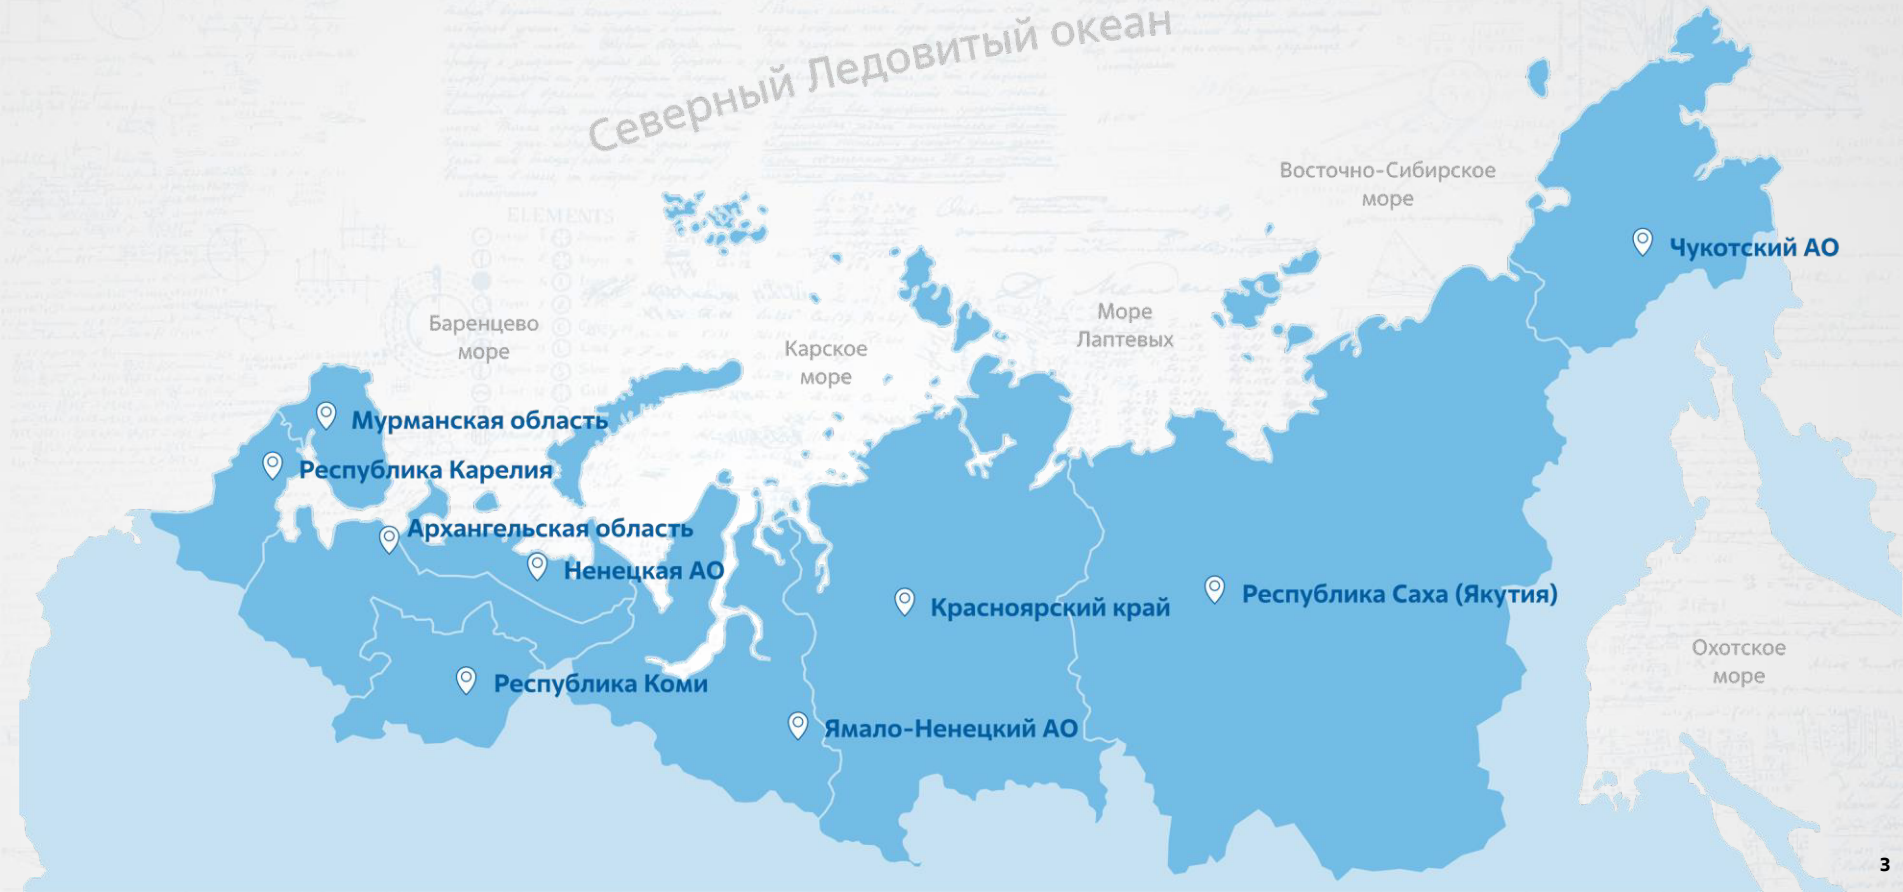 Северный Ледовитый океан
Восточно-Сибирское
море
Чукотский АО
ELEMENTS
Море
Лаптевых
Баренцево
море
Карское
море
Мурманская область
Республика Карелия
Архангельская область
Ненецкая АО
Красноярский край
Республика Саха (Якутия)
Охотское
море
Республика Коми
Ямало-Ненецкий АО
3